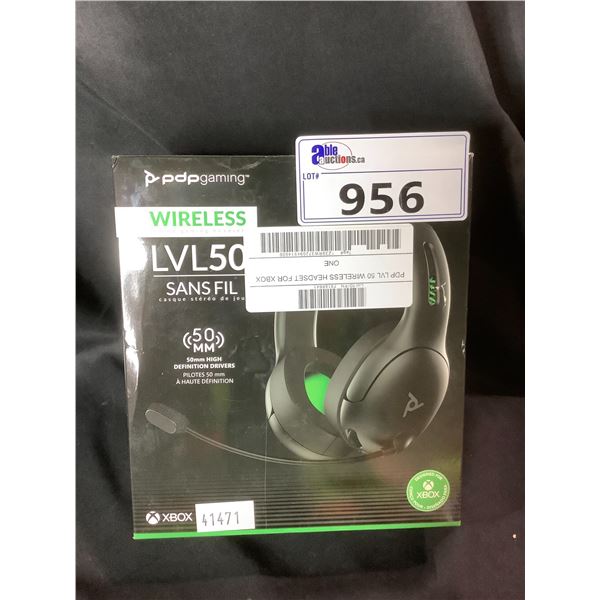 able
auctions.ca
LOT#
956
pdpgaming™
WIRELESS
LVL50
SANS FIL
casque stéréo de jeu
PDP LVL 50 WIRELESS HEADSET FOR XBOX
ONE
50
MM
50mm HIGH
DEFINITION DRIVERS
PILOTES 50 mm
À HAUTE DÉFINITION
XBOX
XBOX
41471